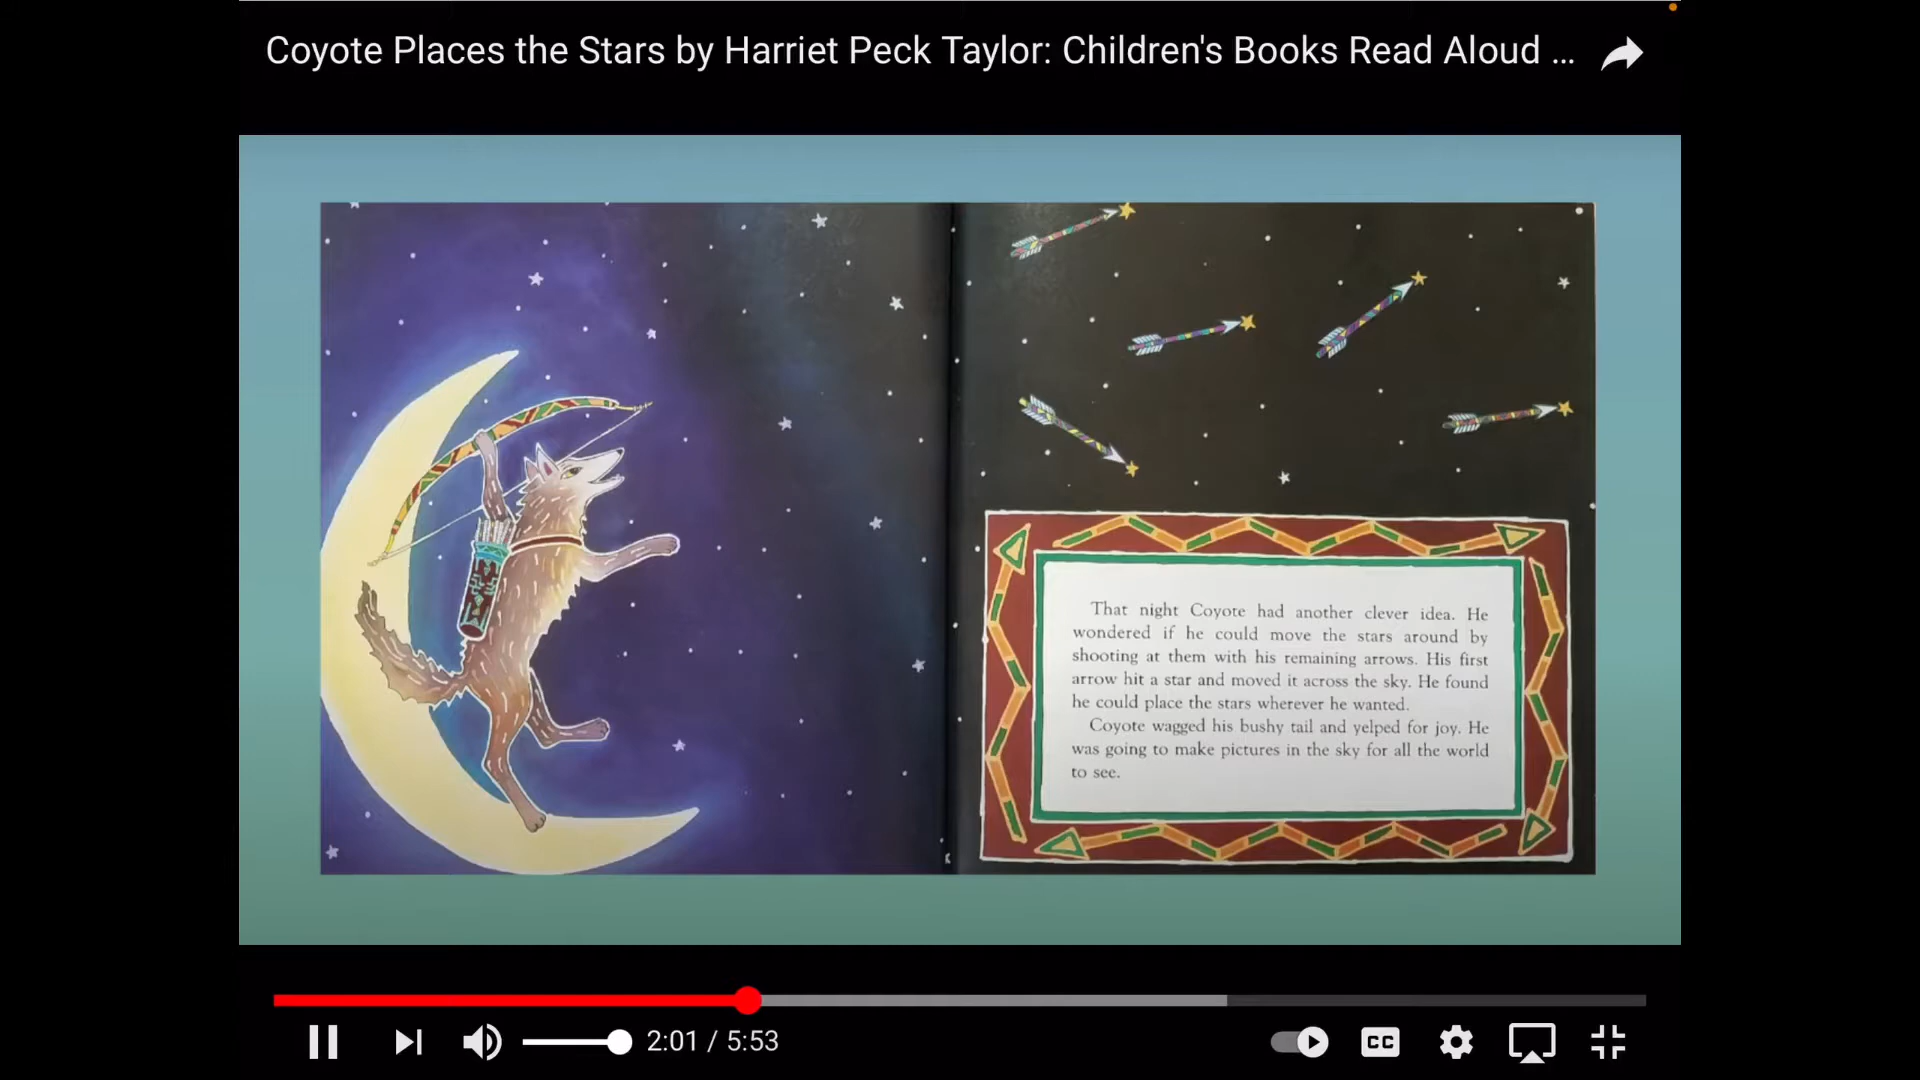 Coyote Places the Stars by Harriet Peck Taylor: Children's Books Read Aloud ...
That night Coyote had another clever idea. He
wondered if he could move the stars around by
shooting at them with his remaining arrows. His first
arrow hit a star and moved it across the sky. He found
he could place the stars wherever he wanted.
Coyote wagged his bushy tail and yelped for joy. He
was going to make pictures in the sky for all the world
to see.
2:01 / 5:53
CC